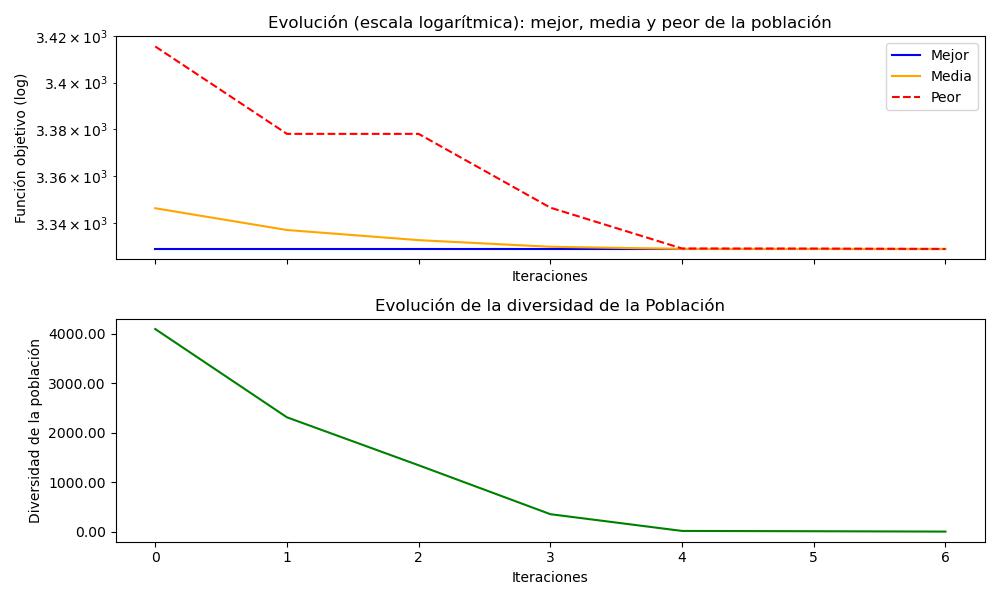 Evolución (escala logarítmica): mejor, media y peor de la población
Función objetivo (log)
3.42 × 10³
3.4 × 10³
3.38 × 10³
3.36 × 10³
3.34 × 10³
Mejor
Media
Peor
Iteraciones
Evolución de la diversidad de la Población
Diversidad de la población
4000.00
3000.00
2000.00
1000.00
0.00
0 1 2 3 4 5 6
Iteraciones